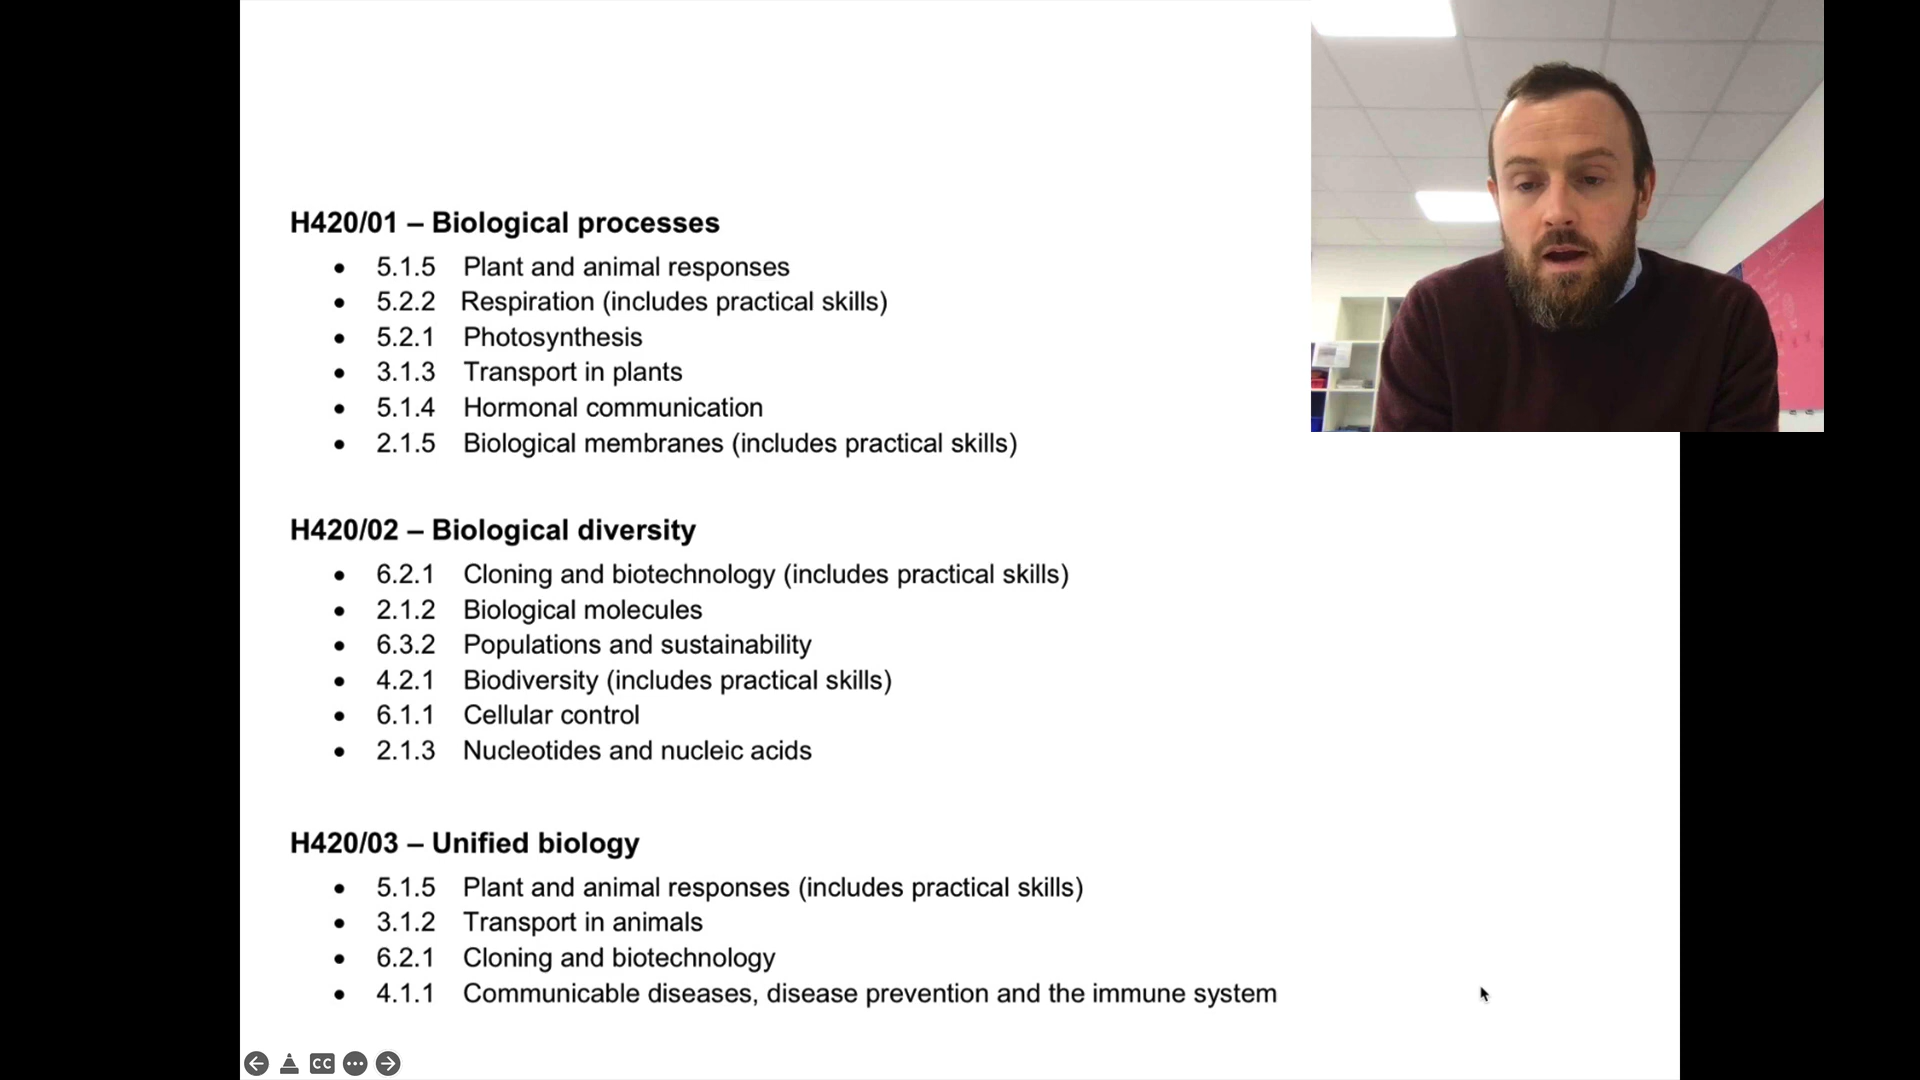 H420/01 – Biological processes
• 5.1.5 Plant and animal responses
• 5.2.2 Respiration (includes practical skills)
• 5.2.1 Photosynthesis
• 3.1.3 Transport in plants
• 5.1.4 Hormonal communication
• 2.1.5 Biological membranes (includes practical skills)
H420/02 – Biological diversity
• 6.2.1 Cloning and biotechnology (includes practical skills)
• 2.1.2 Biological molecules
• 6.3.2 Populations and sustainability
• 4.2.1 Biodiversity (includes practical skills)
• 6.1.1 Cellular control
• 2.1.3 Nucleotides and nucleic acids
H420/03 – Unified biology
• 5.1.5 Plant and animal responses (includes practical skills)
• 3.1.2 Transport in animals
• 6.2.1 Cloning and biotechnology
• 4.1.1 Communicable diseases, disease prevention and the immune system
CC